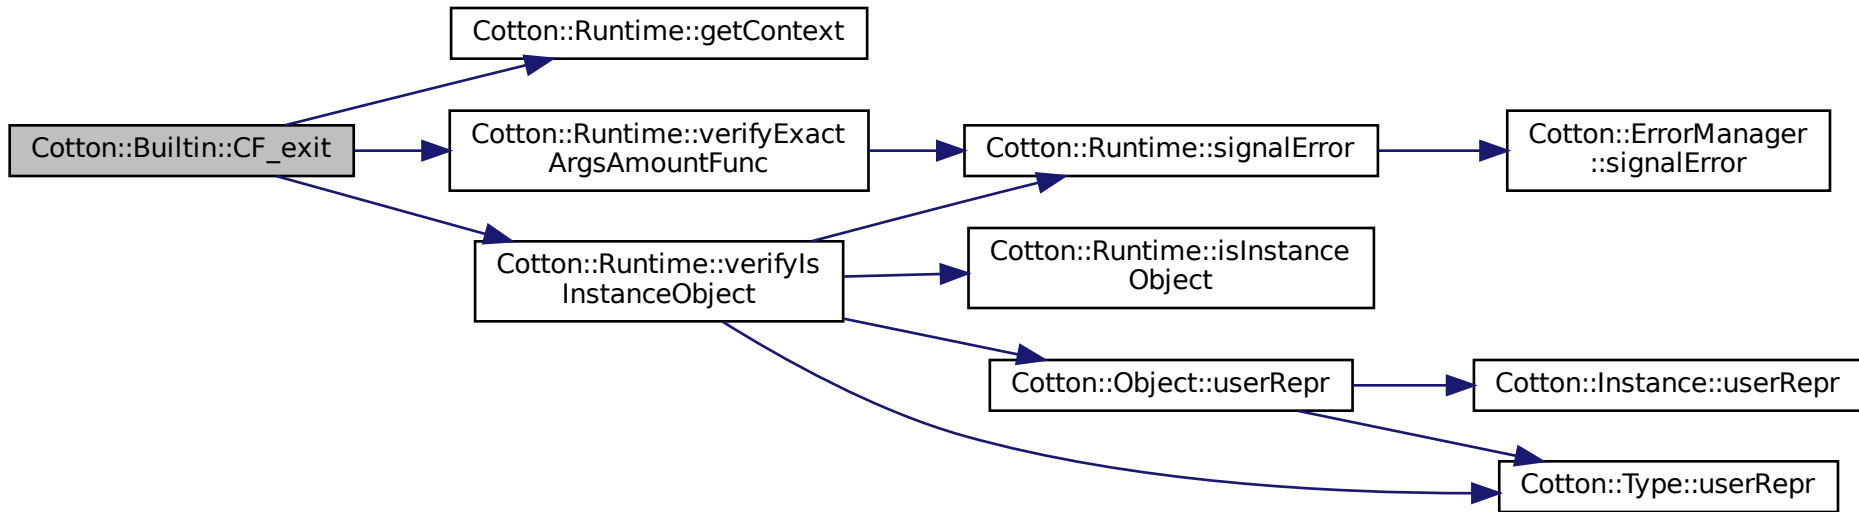 Cotton::Builtin::CF_exit
Cotton::Runtime::getContext
Cotton::Runtime::verifyExact
ArgsAmountFunc
Cotton::Runtime::signalError
Cotton::ErrorManager
::signalError
Cotton::Runtime::verifyIs
InstanceObject
Cotton::Runtime::isInstance
Object
Cotton::Object::userRepr
Cotton::Instance::userRepr
Cotton::Type::userRepr